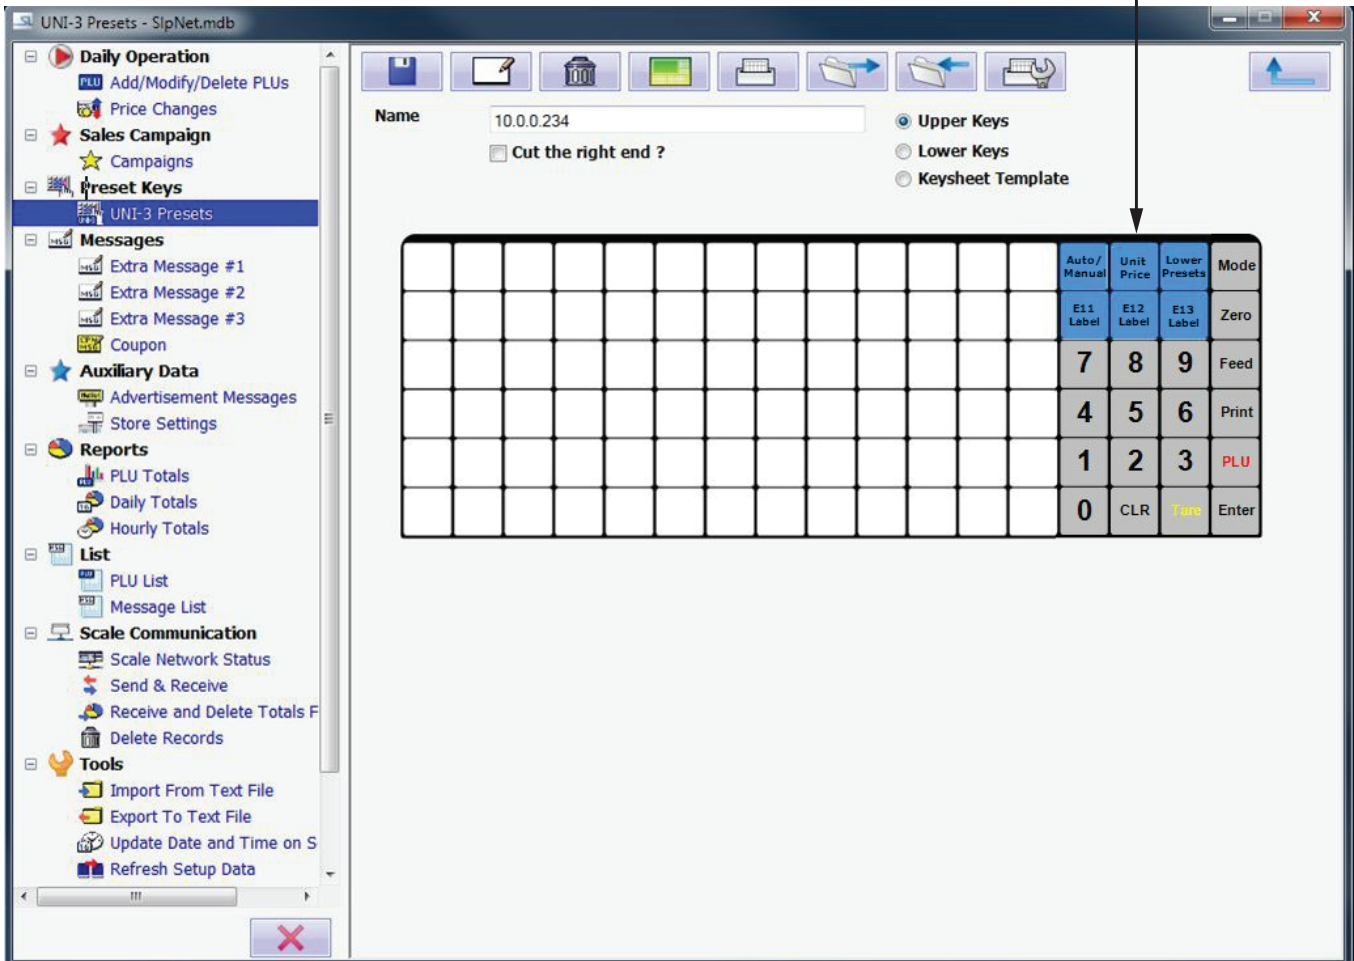 UNI-3 Presets - SlpNet.mdb
Daily Operation
Add/Modify/Delete PLUs
Price Changes
Sales Campaign
Campaigns
Preset Keys
UNI-3 Presets
Messages
Extra Message #1
Extra Message #2
Extra Message #3
Coupon
Auxiliary Data
Advertisement Messages
Store Settings
Reports
PLU Totals
Daily Totals
Hourly Totals
List
PLU List
Message List
Scale Communication
Scale Network Status
Send & Receive
Receive and Delete Totals F
Delete Records
Tools
Import From Text File
Export To Text File
Update Date and Time on S
Refresh Setup Data
Name 10.0.0.234
Cut the right end ?
Upper Keys
Lower Keys
Keysheet Template
Auto/ Manual Unit Price Lower Presets Mode
E11 Label E12 Label E13 Label Zero
7 8 9 Feed
4 5 6 Print
1 2 3 PLU
0 CLR Tare Enter